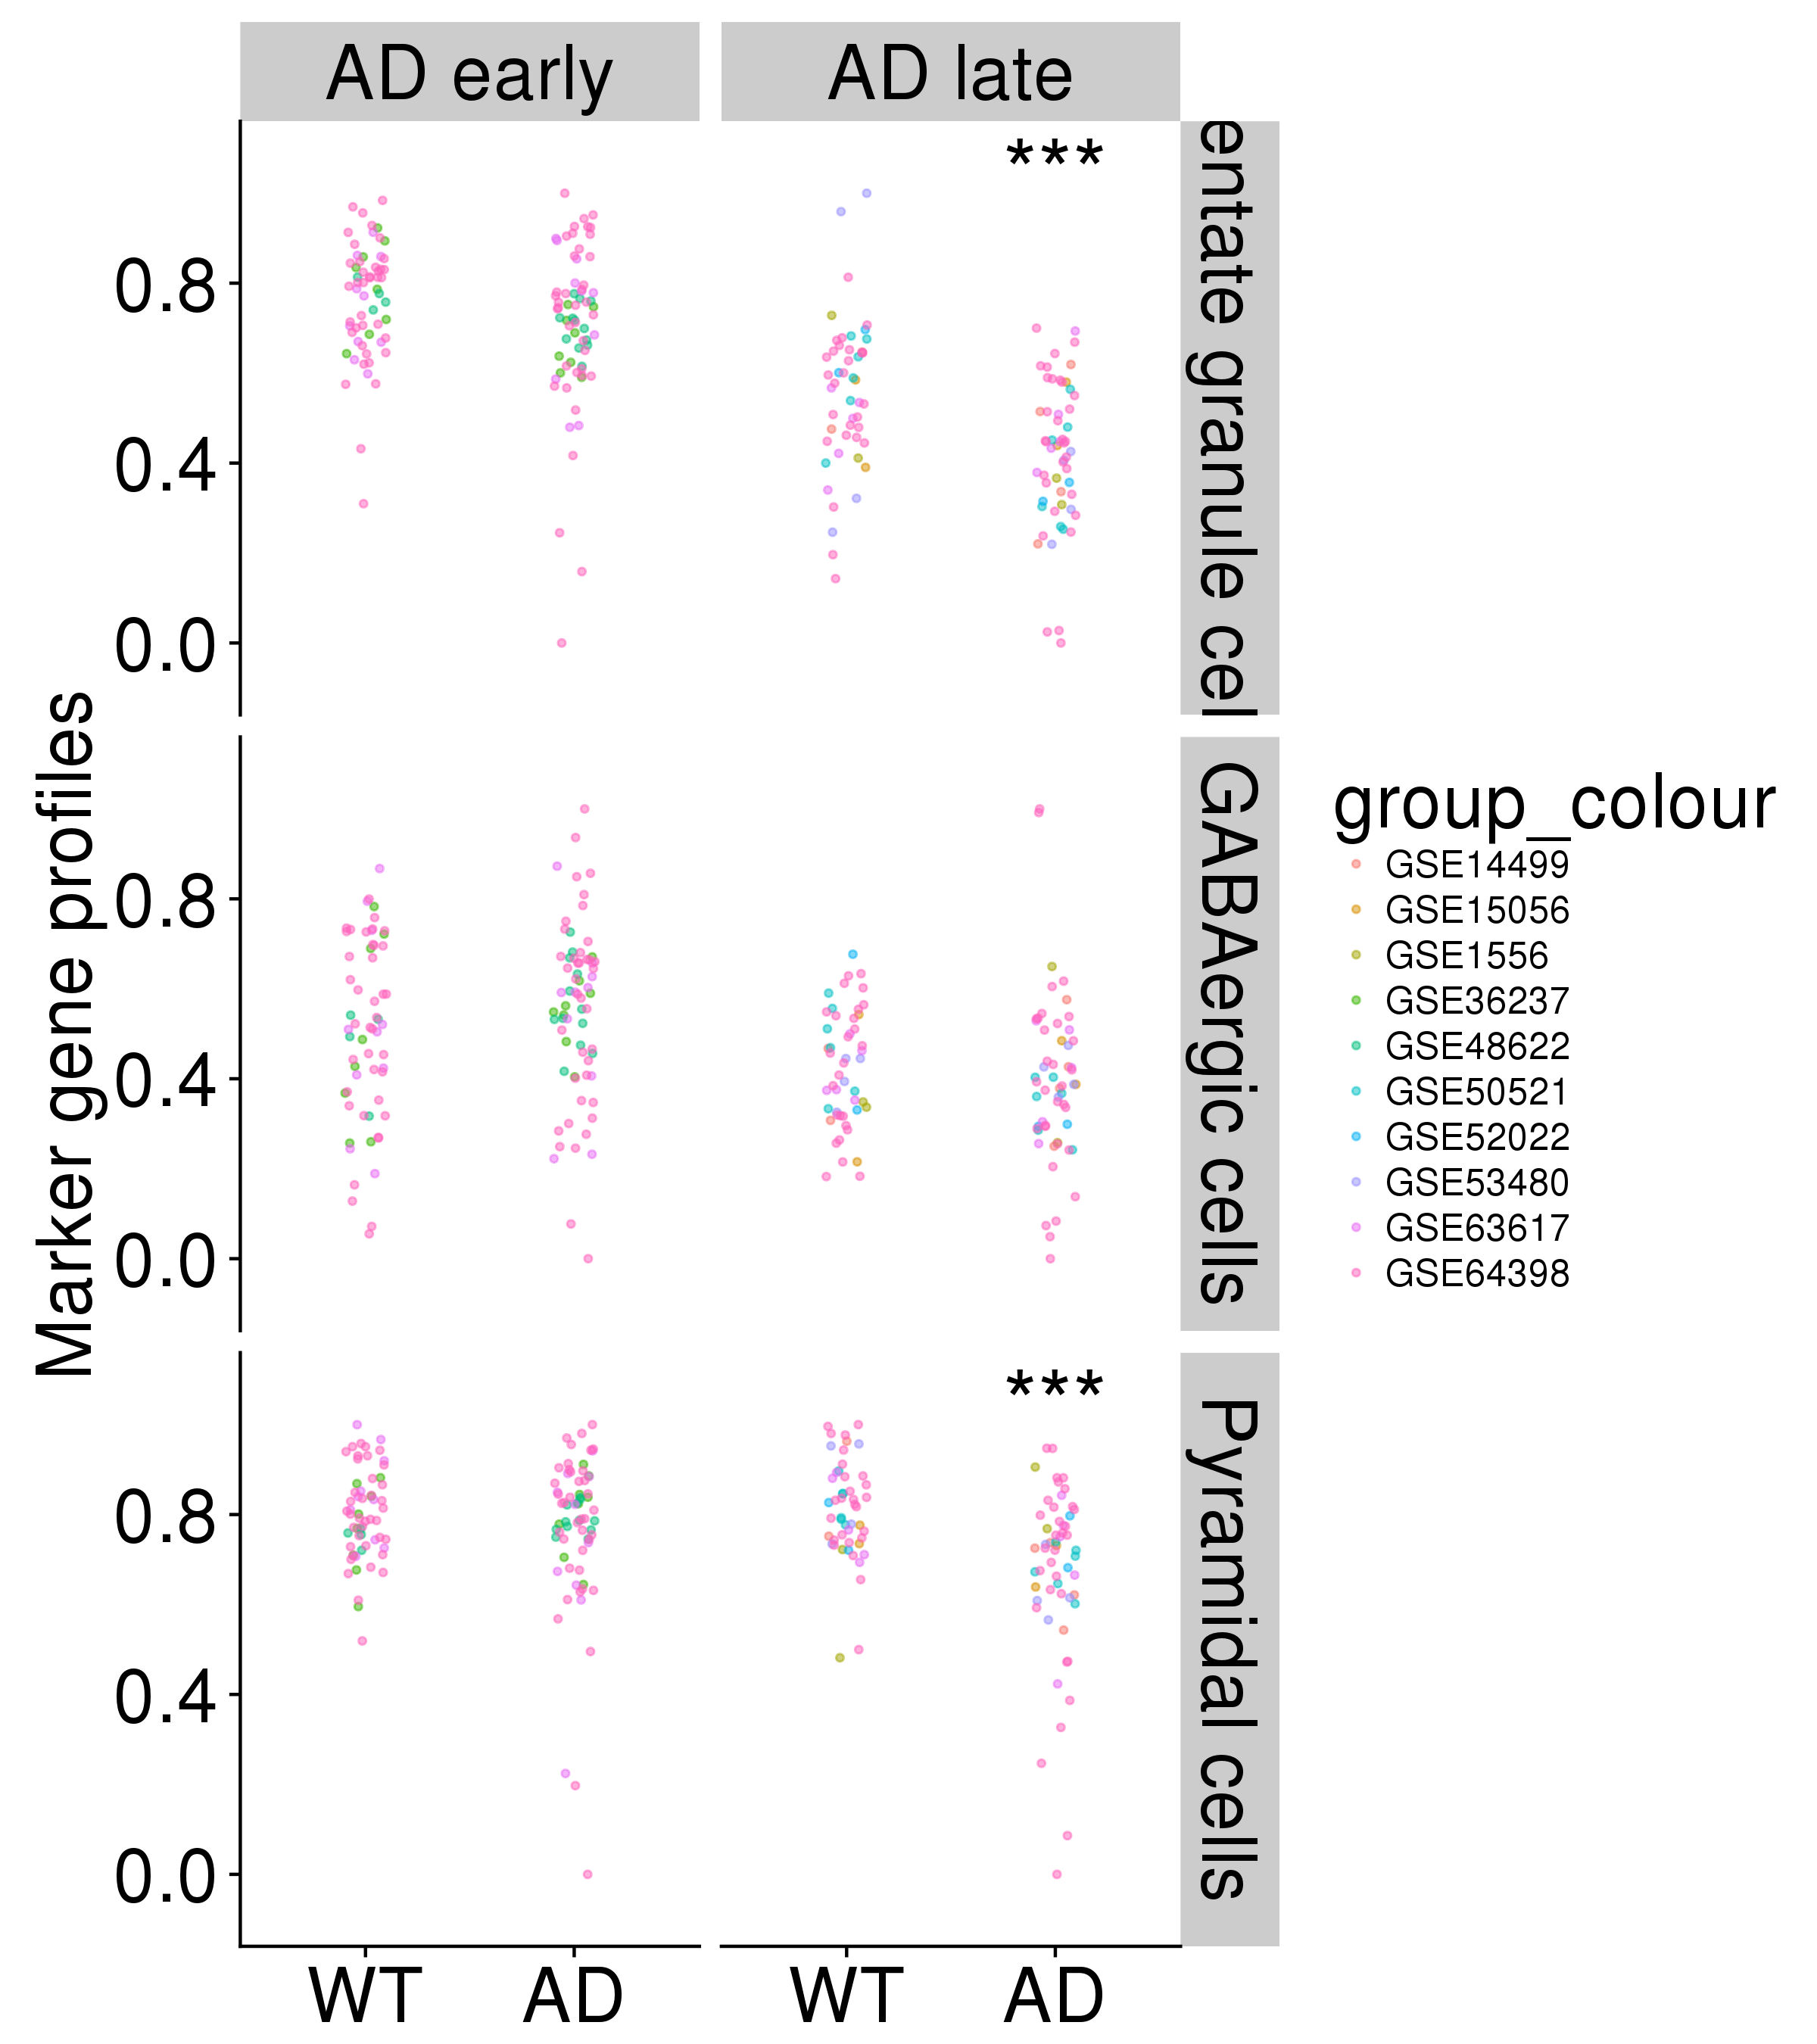 AD early
AD late
***
0.8
0.4
0.0
entate granule cel
Marker gene profiles
0.8
0.4
0.0
GABAergic cells
group_colour
GSE14499
GSE15056
GSE1556
GSE36237
GSE48622
GSE50521
GSE52022
GSE53480
GSE63617
GSE64398
***
0.8
0.4
0.0
Pyramidal cells
WT
AD
WT
AD